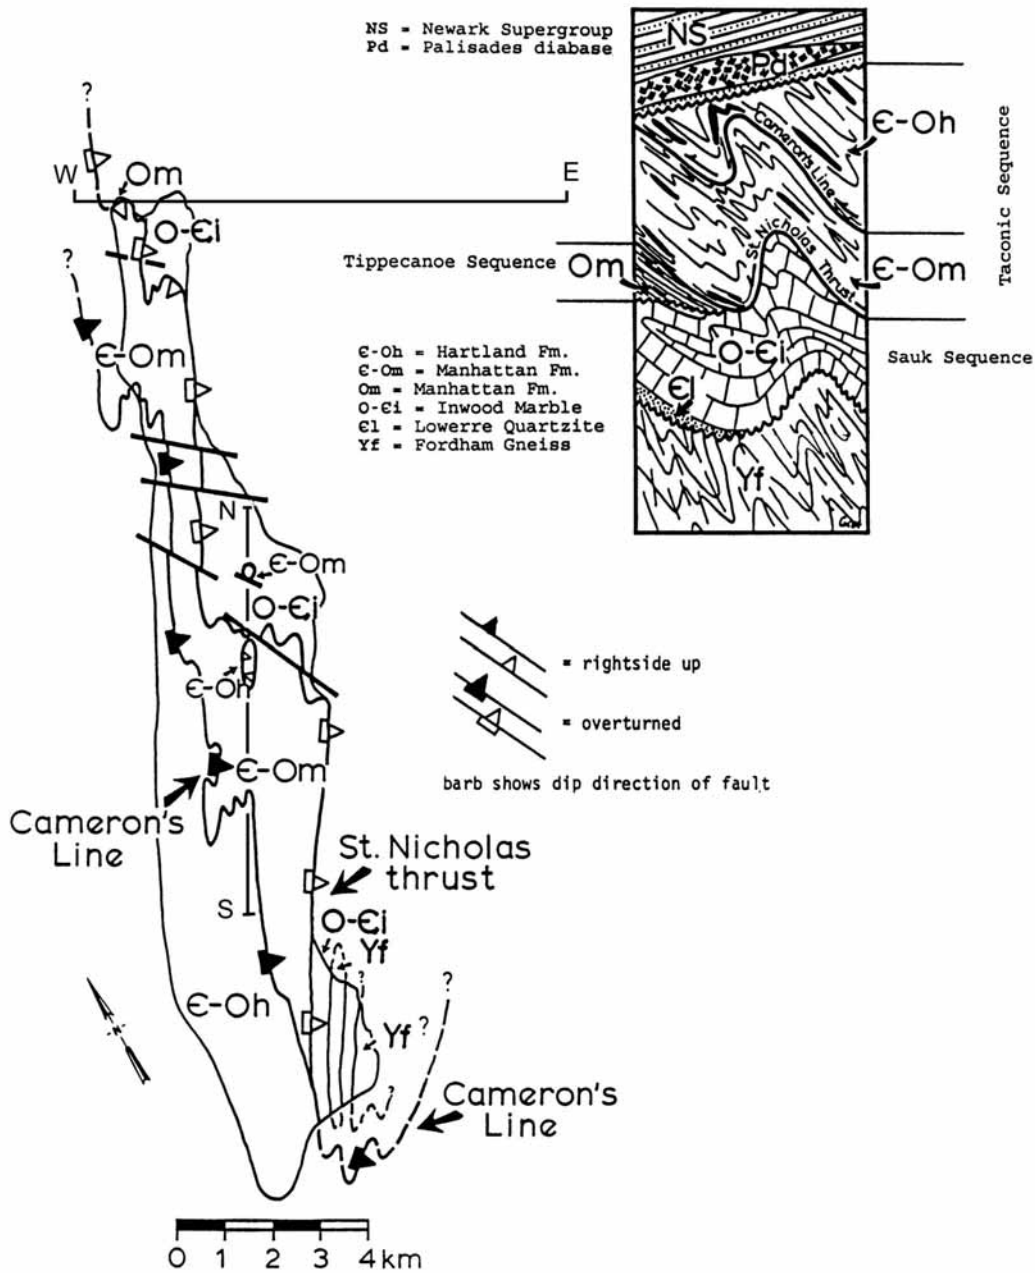 NS = Newark Supergroup
Pd = Palisades diabase
NS
Pd
Cameron's Line
Є-Oh
Taconic Sequence
St. Nicholas Thrust
Є-Om
Tippecanoe Sequence
Om
O-Єi
Sauk Sequence
Єl
Yf
Є-Oh = Hartland Fm.
Є-Om = Manhattan Fm.
Om = Manhattan Fm.
O-Єi = Inwood Marble
Єl = Lowerre Quartzite
Yf = Fordham Gneiss
?
W
E
Om
O-Єi
?
Є-Om
N
Є-Om
O-Єi
Є-Oh
Є-Om
Cameron's
Line
St. Nicholas
thrust
S
O-Єi
Yf
?
?
Є-Oh
Yf
?
N
?
Cameron's
Line
= rightside up
= overturned
barb shows dip direction of fault
0 1 2 3 4 km